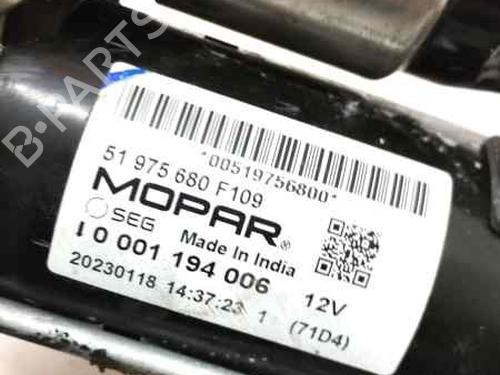 *00519756800*
51 975 680 F109
MOPAR®
SEG Made In India
0 001 194 006 12V
20230118 14:37:23 1 (71D4)
B-PARTS